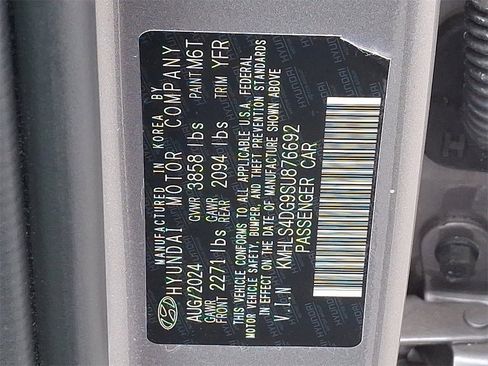 MANUFACTURED IN KOREA BY
HYUNDAI MOTOR COMPANY
AUG/2024 GVWR 3858 lbs PAINT M6T
GAWR FRONT 2271 lbs GAWR REAR 2094 lbs TRIM YFR
THIS VEHICLE CONFORMS TO ALL APPLICABLE U.S.A. FEDERAL
MOTOR VEHICLE SAFETY, BUMPER, AND THEFT PREVENTION STANDARDS
IN EFFECT ON THE DATE OF MANUFACTURE SHOWN ABOVE
V.I.N KMHLS4DG9SU876692
PASSENGER CAR